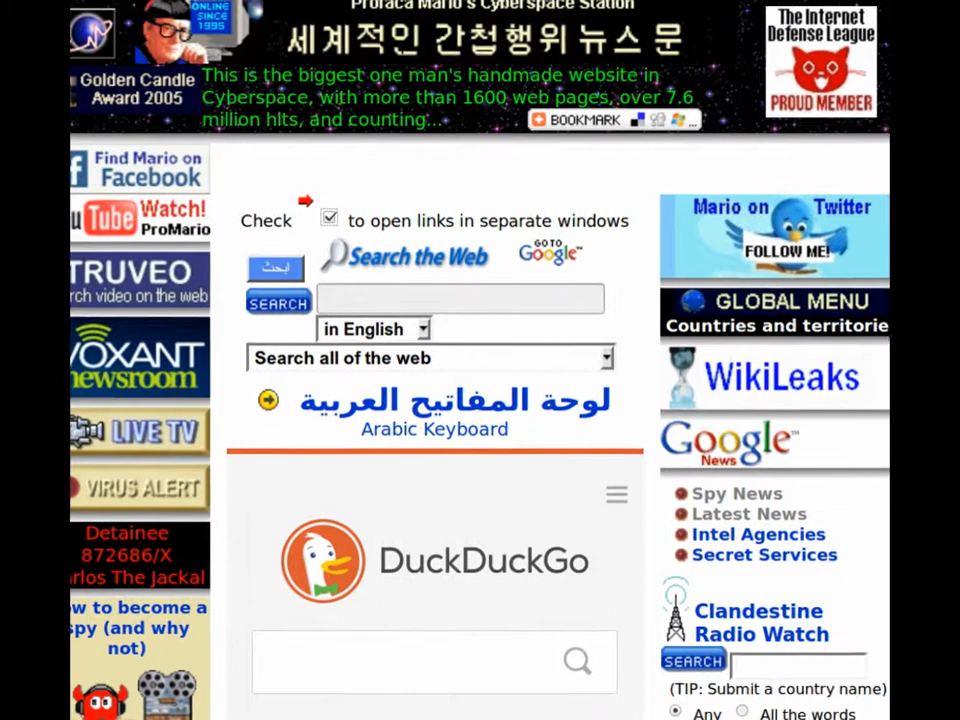 Profaca Mario's Cyberspace Station
ONLINE
SINCE
1995
세계적인 간첩행위 뉴스 문
The Internet
Defense League
PROUD MEMBER
Golden Candle
Award 2005
This is the biggest one man's handmade website in
Cyberspace, with more than 1600 web pages, over 7.6
million hits, and counting...
BOOKMARK
Find Mario on
Facebook
Watch!
u Tube ProMario
TRUVEO
rch video on the web
VOXANT
newsroom
LIVE TV
VIRUS ALERT
Detainee
872686/X
arlos The Jackal
ow to become a
spy (and why
not)
Check to open links in separate windows
ابحث
Search the Web
GO TO
Google™
SEARCH
in English
Search all of the web
لوحة المفاتيح العربية
Arabic Keyboard
DuckDuckGo
Mario on Twitter
FOLLOW ME!
GLOBAL MENU
Countries and territorie
WikiLeaks
Google™
News
Spy News
Latest News
Intel Agencies
Secret Services
Clandestine
Radio Watch
SEARCH
(TIP: Submit a country name)
Any All the words